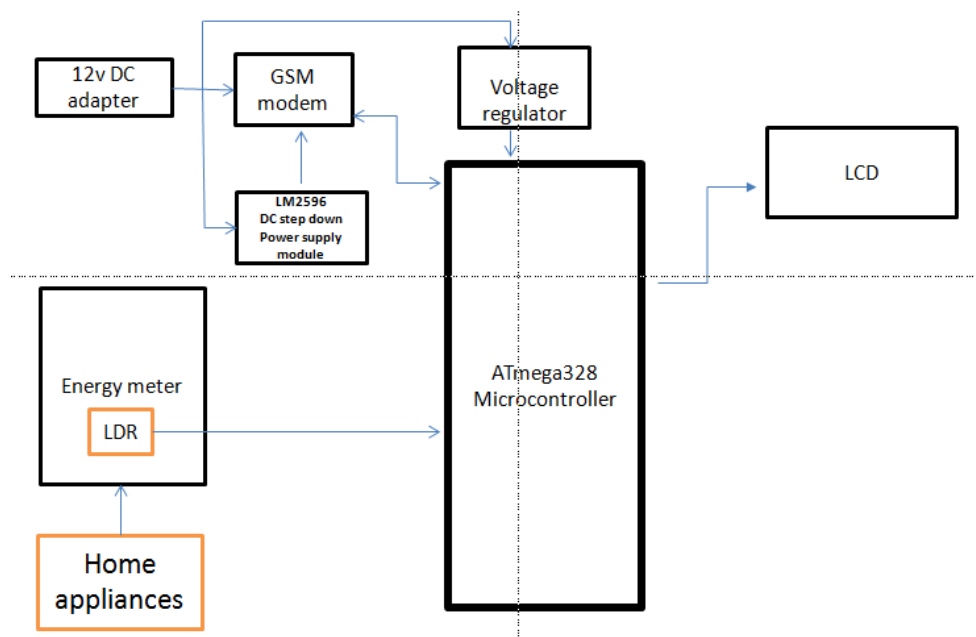 12v DC
adapter
GSM
modem
Voltage
regulator
LCD
LM2596
DC step down
Power supply
module
Energy meter
LDR
ATmega328
Microcontroller
Home
appliances